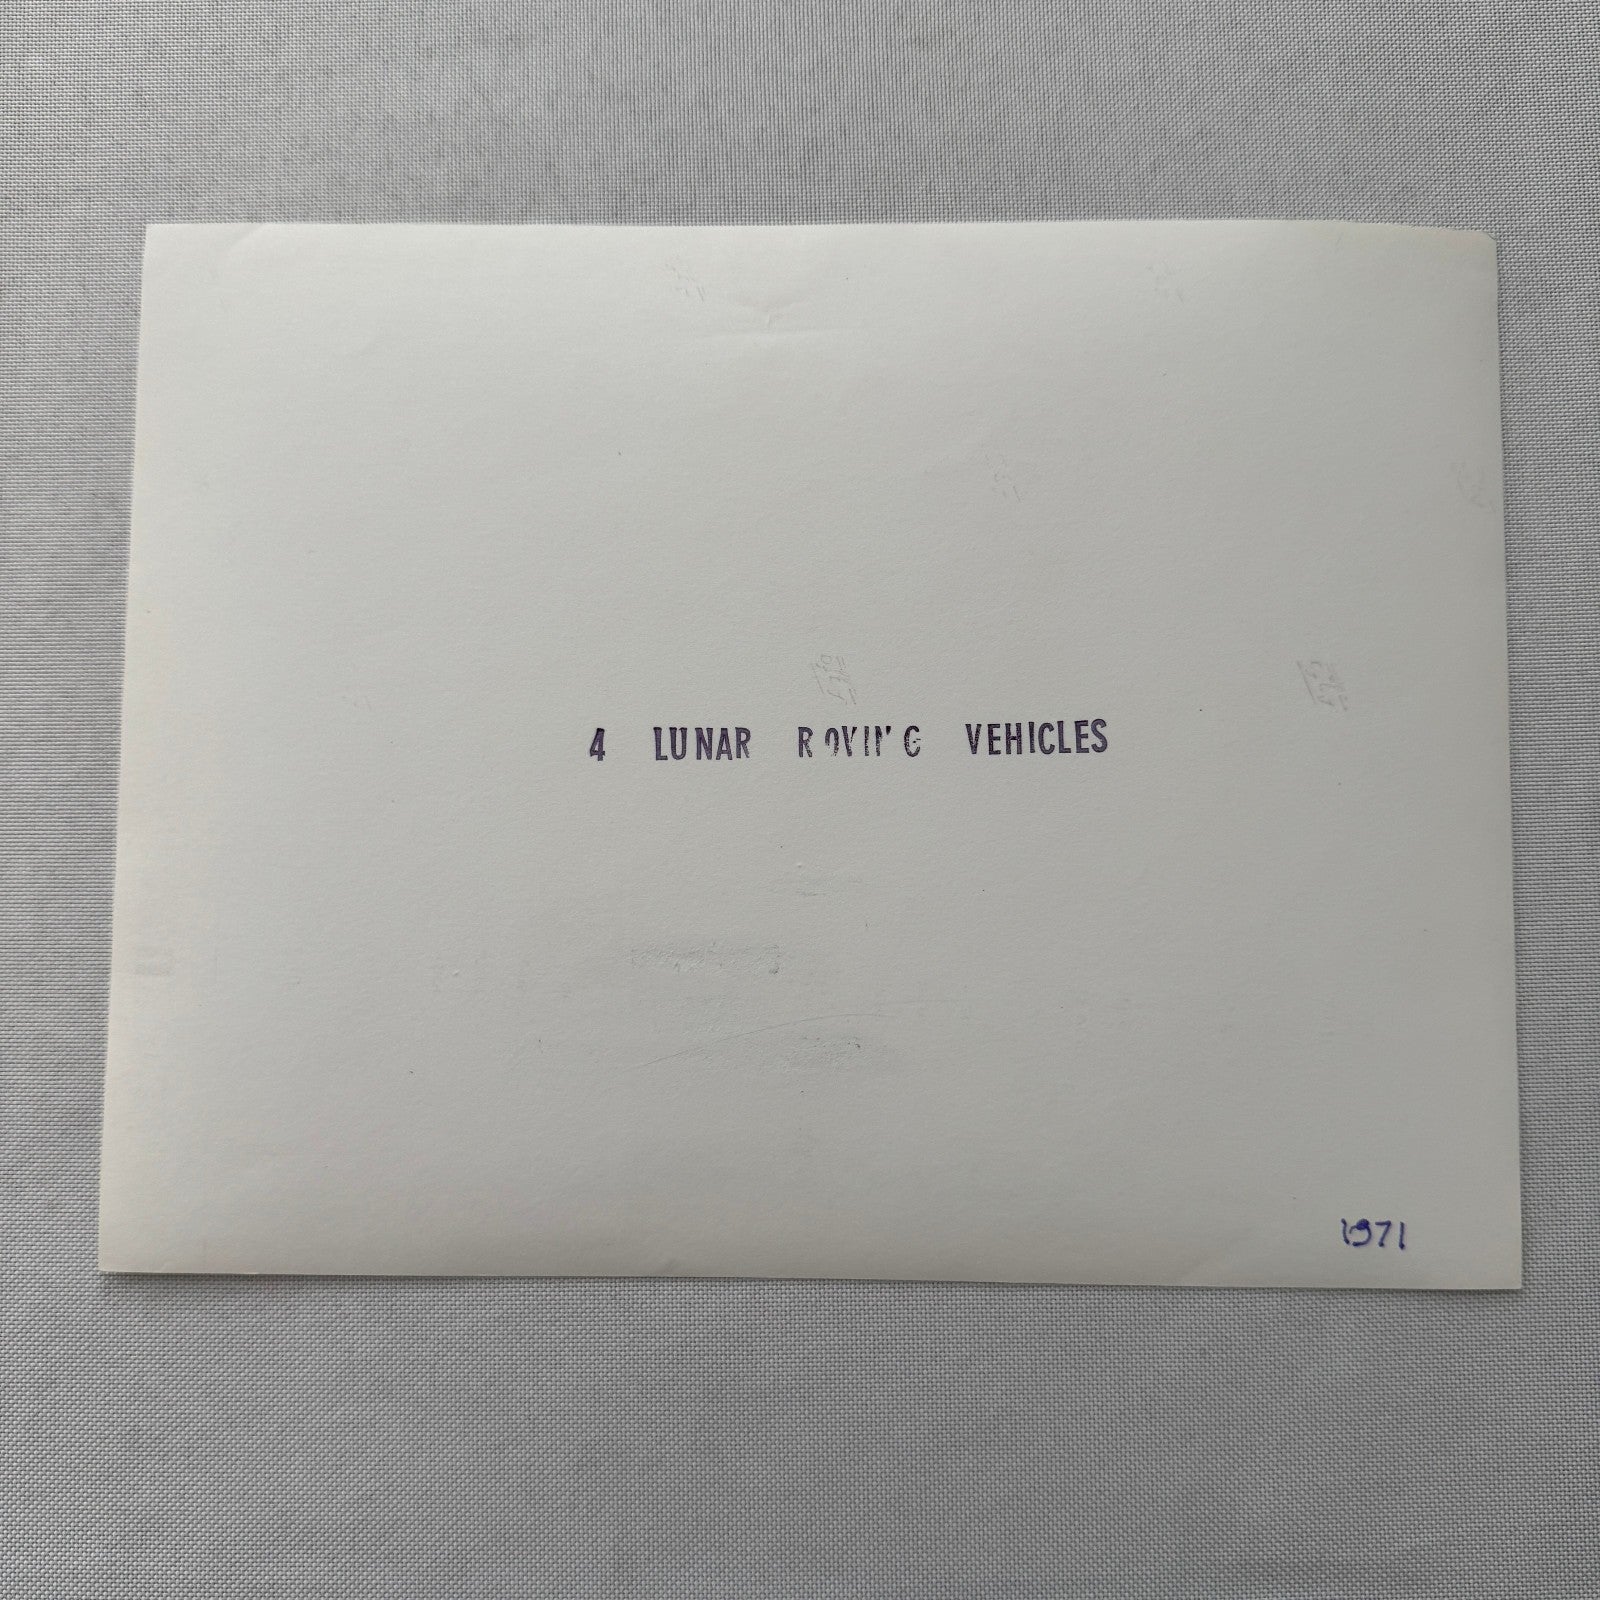 4 LUNAR ROVING VEHICLES
1971